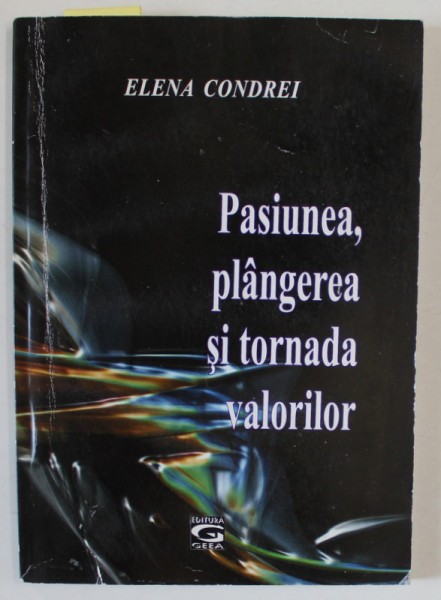 ELENA CONDREI
Pasiunea,
plângerea
și tornada
valorilor
EDITURA
G
GEEA